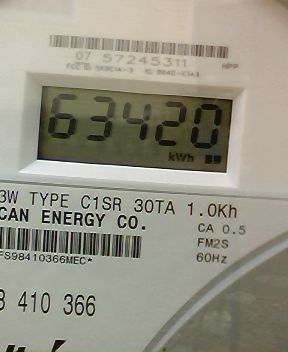 07 57245311
HPP
63420
kWh
3W TYPE C1SR 30TA 1.0Kh
CAN ENERGY CO.
CA 0.5
FM2S
60Hz
FS98410366MEC*
410 366